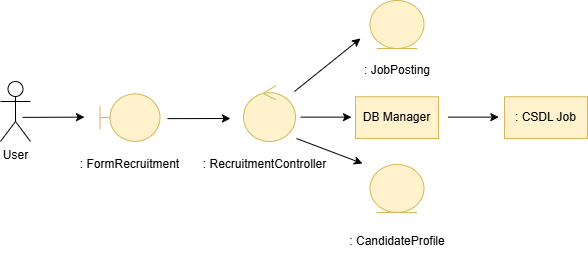 : JobPosting
DB Manager
: CSDL Job
User
: FormRecruitment
: RecruitmentController
: CandidateProfile